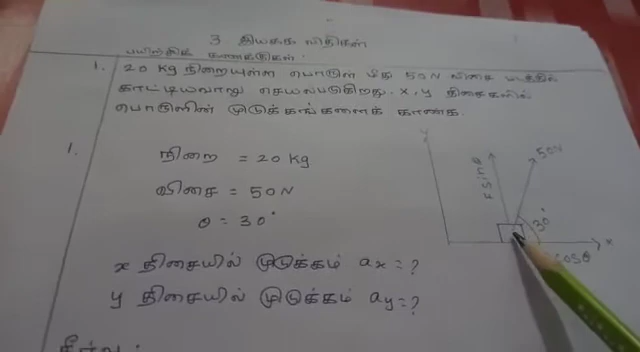 3 இயக்க விதிகள்
பயிற்சிக் கணக்குகள் :
1. 20 Kg நிறையுள்ள பொருள் மீது 50N விசை படத்தில்
காட்டியவாறு செயல்படுகிறது. x, y திசைகளில்
பொருளின் முடுக்கங்களைக் காண்க.
1.
நிறை = 20 Kg
விசை = 50N
θ = 30°
x திசையில் முடுக்கம் ax = ?
y திசையில் முடுக்கம் ay = ?
தீர்வு :
y
F sinθ
50N
30°
x
cosθ